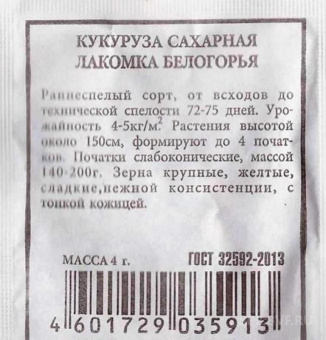 КУКУРУЗА САХАРНАЯ
ЛАКОМКА БЕЛОГОРЬЯ
Раннеспелый сорт, от всходов до
технической спелости 72-75 дней. Уро-
жайность 4-5кг/м². Растения высотой
около 150см, формируют до 4 початков
ков. Початки слабоконические, массой
140-200г. Зерна крупные, желтые,
сладкие,нежной консистенции, с
тонкой кожицей.
МАССА 4 г. ГОСТ 32592-2013
4 601729 035913